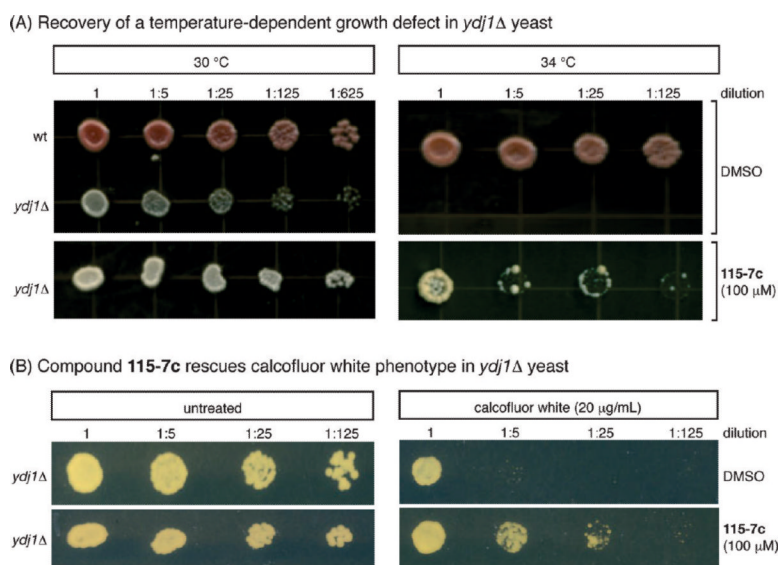 (A) Recovery of a temperature-dependent growth defect in ydj1Δ yeast
30 °C
34 °C
1 1:5 1:25 1:125 1:625
1 1:5 1:25 1:125 dilution
wt
DMSO
ydj1Δ
ydj1Δ
115-7c
(100 μM)
(B) Compound 115-7c rescues calcofluor white phenotype in ydj1Δ yeast
untreated
calcofluor white (20 μg/mL)
1 1:5 1:25 1:125
1 1:5 1:25 1:125 dilution
ydj1Δ
DMSO
ydj1Δ
115-7c
(100 μM)